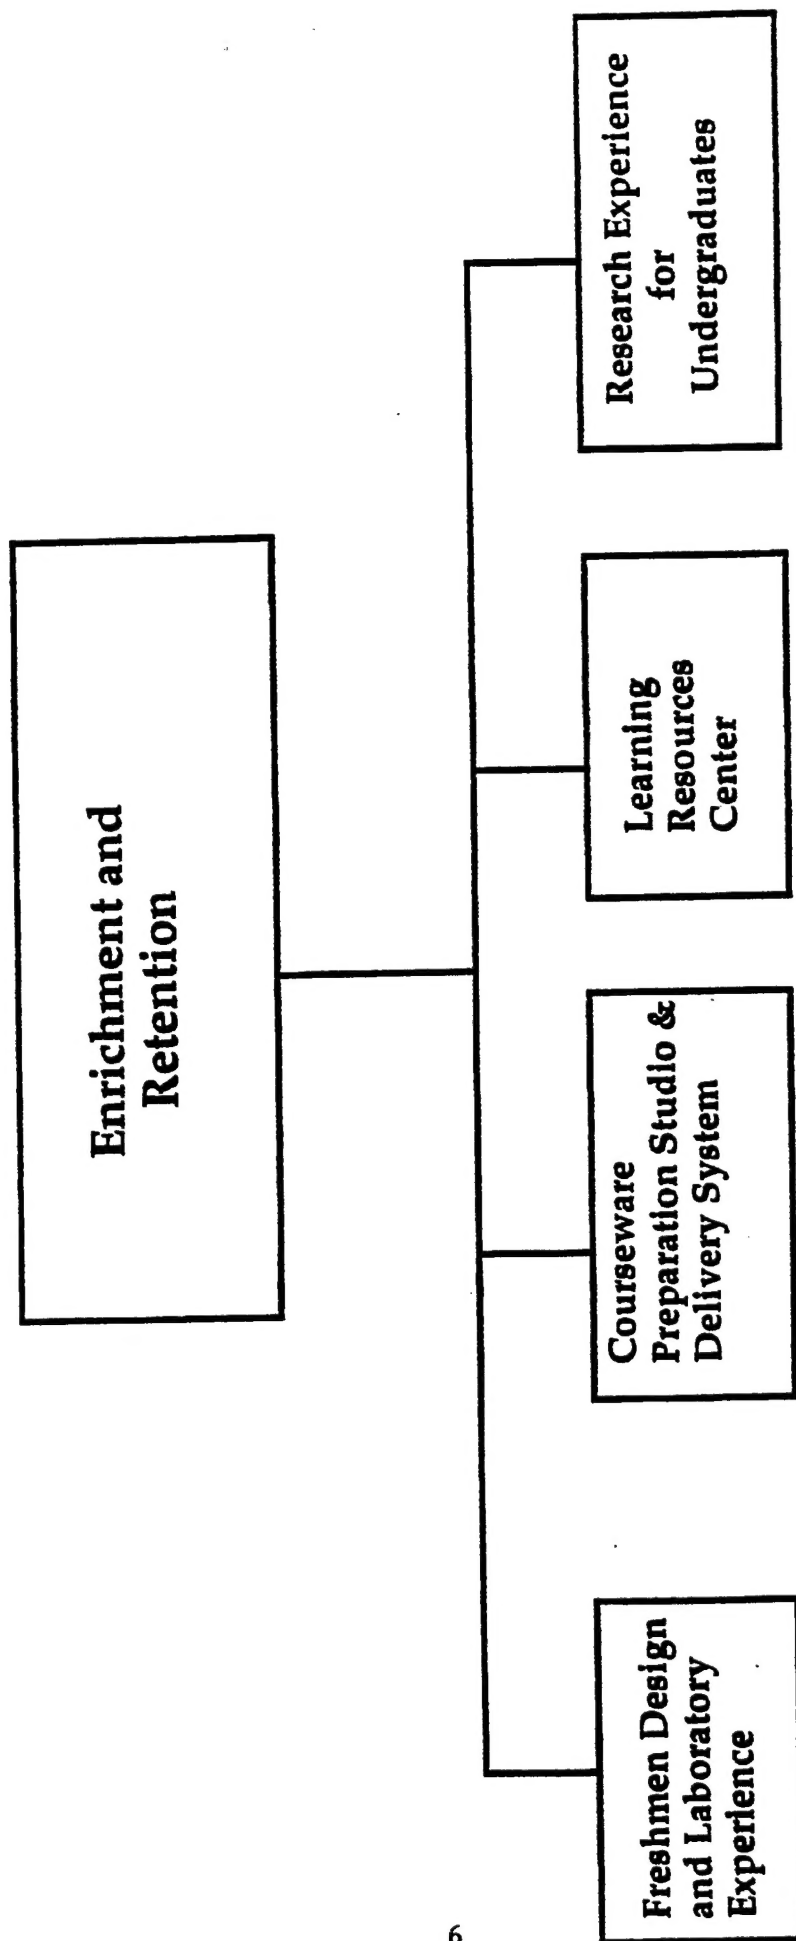 Enrichment and
Retention
Freshmen Design
and Laboratory
Experience
Courseware
Preparation Studio &
Delivery System
Learning
Resources
Center
Research Experience
for
Undergraduates
6